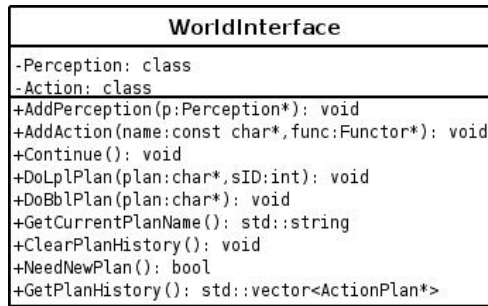 WorldInterface
-Perception: class
-Action: class
+AddPerception(p:Perception*): void
+AddAction(name:const char*,func:Functor*): void
+Continue(): void
+DoLplPlan(plan:char*,sID:int): void
+DoBblPlan(plan:char*): void
+GetCurrentPlanName(): std::string
+ClearPlanHistory(): void
+NeedNewPlan(): bool
+GetPlanHistory(): std::vector<ActionPlan*>